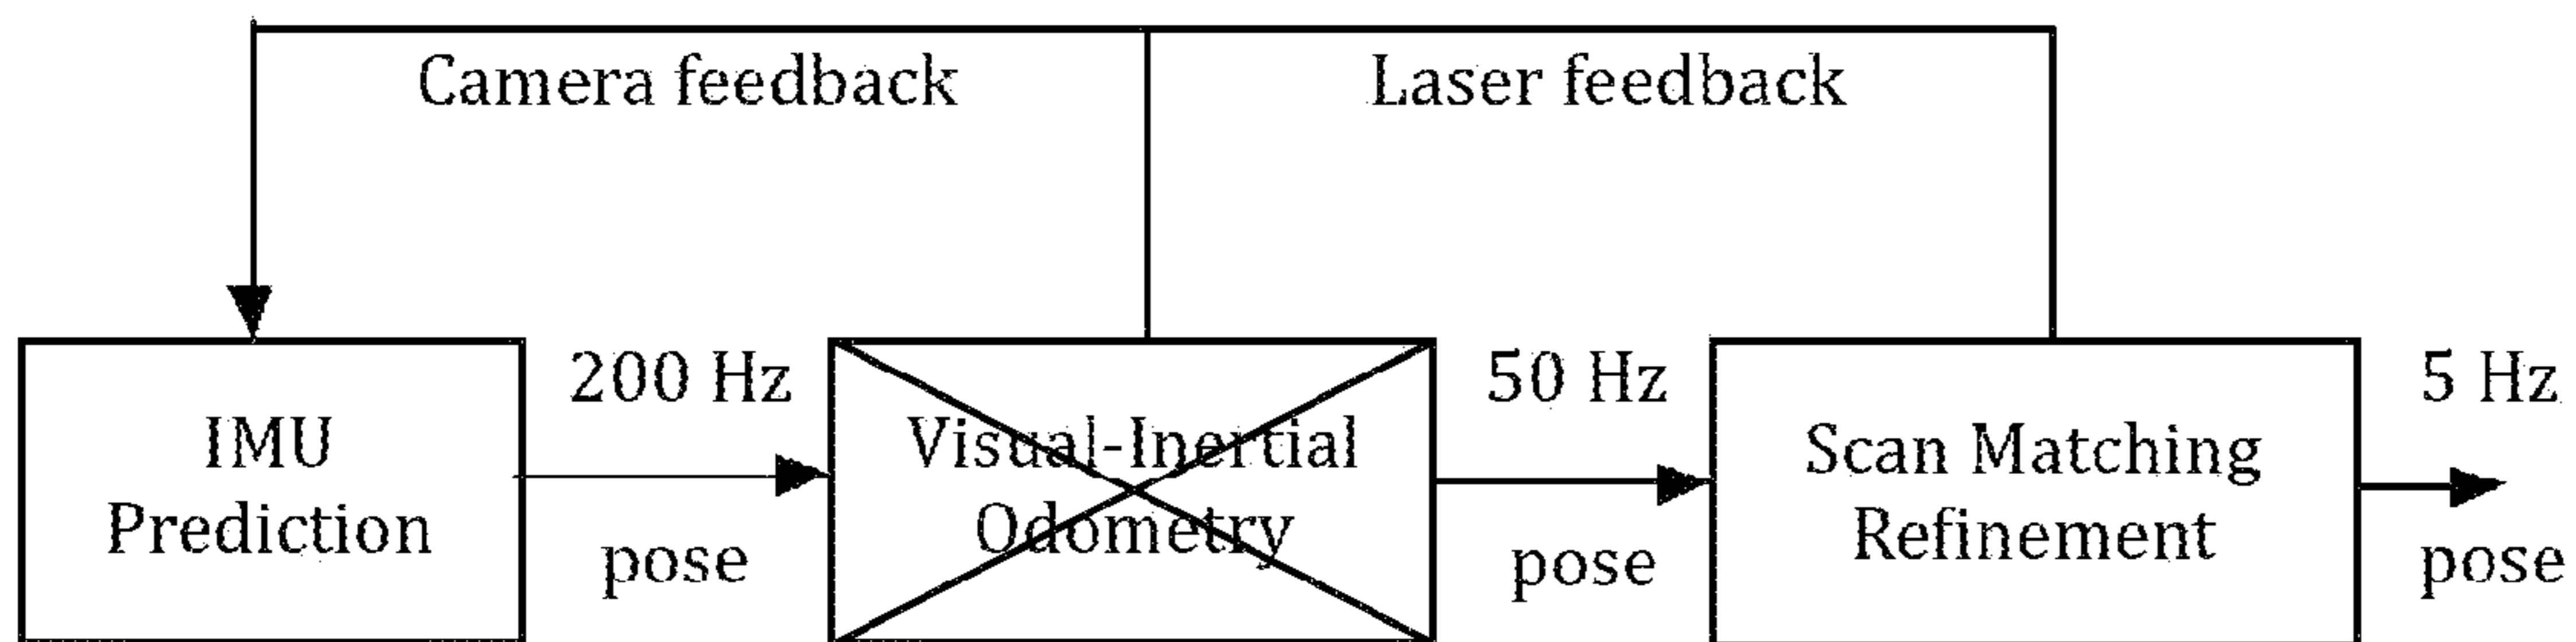 Camera feedback
Laser feedback
IMU
Prediction
200 Hz
pose
Visual-Inertial
Odometry
50 Hz
pose
Scan Matching
Refinement
5 Hz
pose